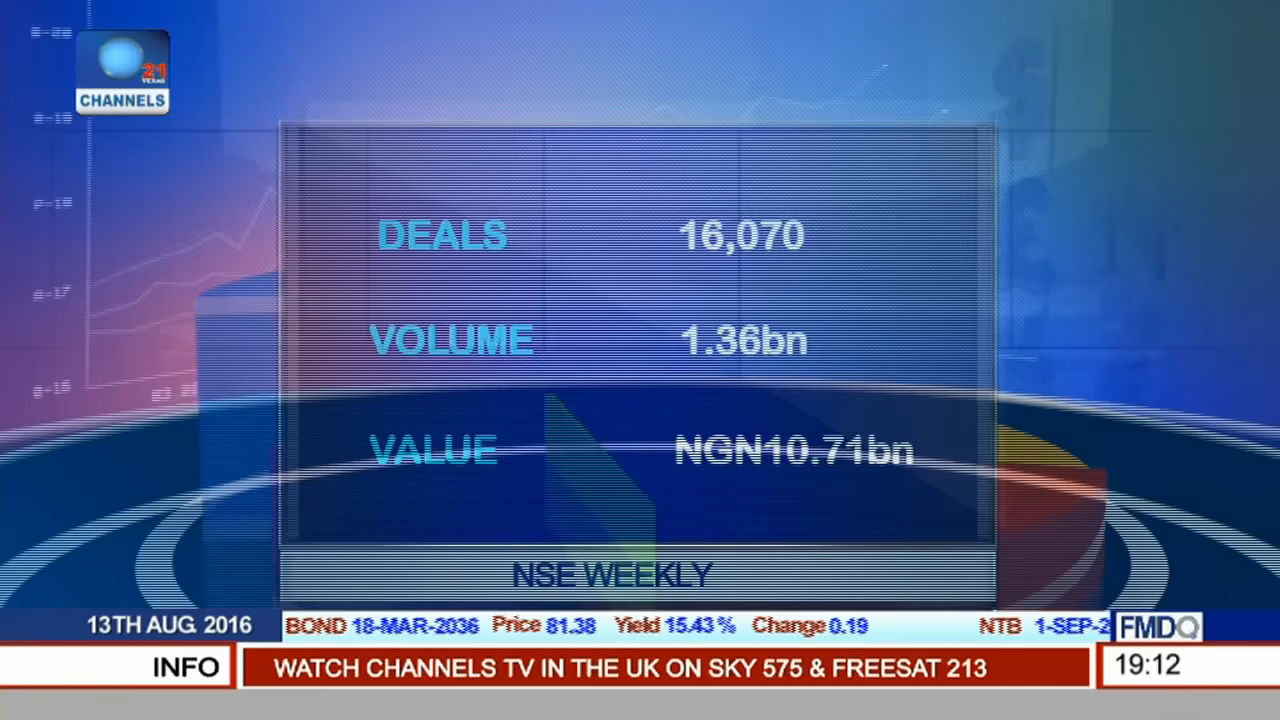 21
YEARS
CHANNELS
DEALS 16,070
VOLUME 1.36bn
VALUE NGN10.71bn
NSE WEEKLY
13TH AUG. 2016 BOND 18-MAR-2036 Price 81.38 Yield 15.43% Change 0.19 NTB 1-SEP-2 FMDQ
INFO WATCH CHANNELS TV IN THE UK ON SKY 575 & FREESAT 213 19:12